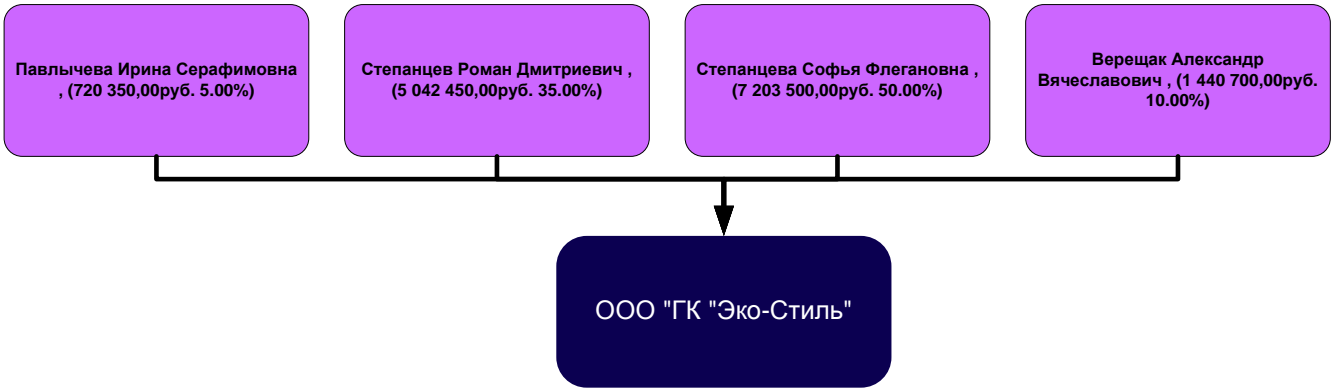 Павлычева Ирина Серафимовна
, (720 350,00руб. 5.00%)
Степанцев Роман Дмитриевич ,
(5 042 450,00руб. 35.00%)
Степанцева Софья Флегановна ,
(7 203 500,00руб. 50.00%)
Верещак Александр
Вячеславович , (1 440 700,00руб.
10.00%)
ООО "ГК "Эко-Стиль"